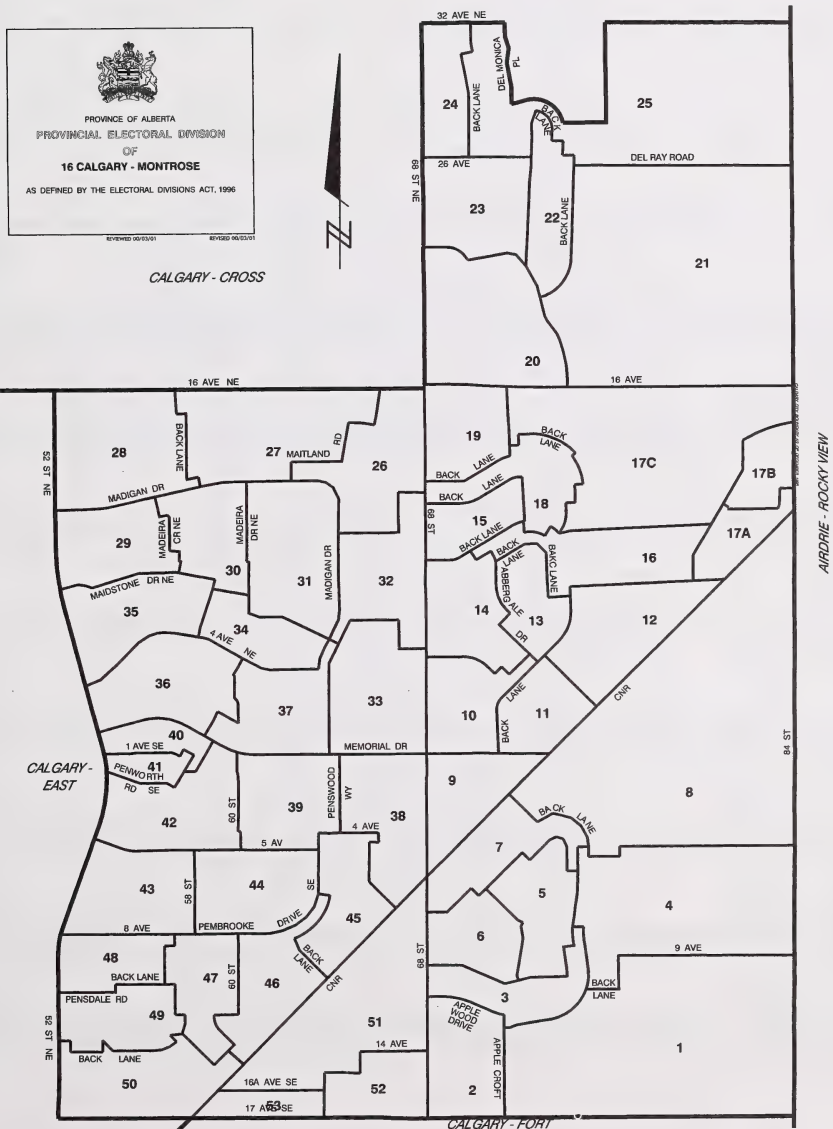 PROVINCE OF ALBERTA
PROVINCIAL ELECTORAL DIVISION
OF
16 CALGARY - MONTROSE
AS DEFINED BY THE ELECTORAL DIVISIONS ACT, 1996
REVIEWED 00/03/01 REVISED 00/03/01
N
CALGARY - CROSS
32 AVE NE
DEL MONICA PL
24
BACK LANE
BACK LANE
25
68 ST NE
26 AVE
DEL RAY ROAD
23
22
BACK LANE
21
20
16 AVE NE
16 AVE
52 ST NE
28
BACK LANE
27
MAITLAND RD
26
19
BACK LANE
17C
17B
BACK LANE
MADIGAN DR
BACK LANE
18
68 ST
15
17A
AIRDRIE - ROCKY VIEW
29
MADEIRA CR NE
MADEIRA DR NE
30
31
MADIGAN DR
32
BACK LANE
BACK LANE
BAKC LANE
16
MAIDSTONE DR NE
35
34
4 AVE NE
14
ABBERGALE DR
13
12
36
37
33
10
BACK LANE
11
CNR
40
1 AVE SE
MEMORIAL DR
84 ST
CALGARY - EAST
41
PENWORTH RD SE
42
60 ST
39
PENSWOOD WY
4 AVE
38
9
8
BACK LANE
7
5 AV
43
58 ST
44
SE
45
5
4
8 AVE
PEMBROOKE DRIVE
6
48
BACK LANE
47
60 ST
46
BACK LANE
CNR
68 ST
9 AVE
BACK LANE
PENSDALE RD
49
3
APPLE WOOD DRIVE
52 ST NE
51
BACK LANE
14 AVE
1
50
16A AVE SE
52
2
APPLE CROFT
17 AVE SE
53
CALGARY - FORT